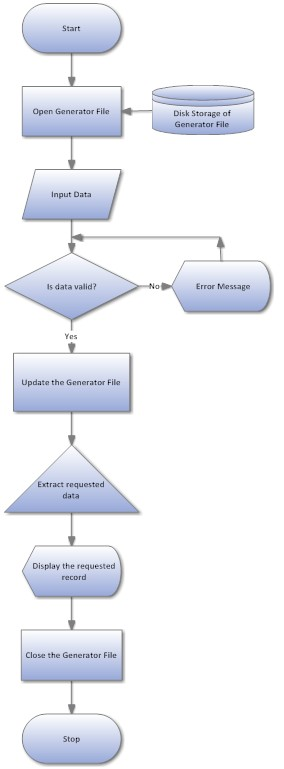 Start
Open Generator File
Disk Storage of
Generator File
Input Data
Is data valid?
No
Error Message
Yes
Update the Generator File
Extract requested
data
Display the requested
record
Close the Generator File
Stop